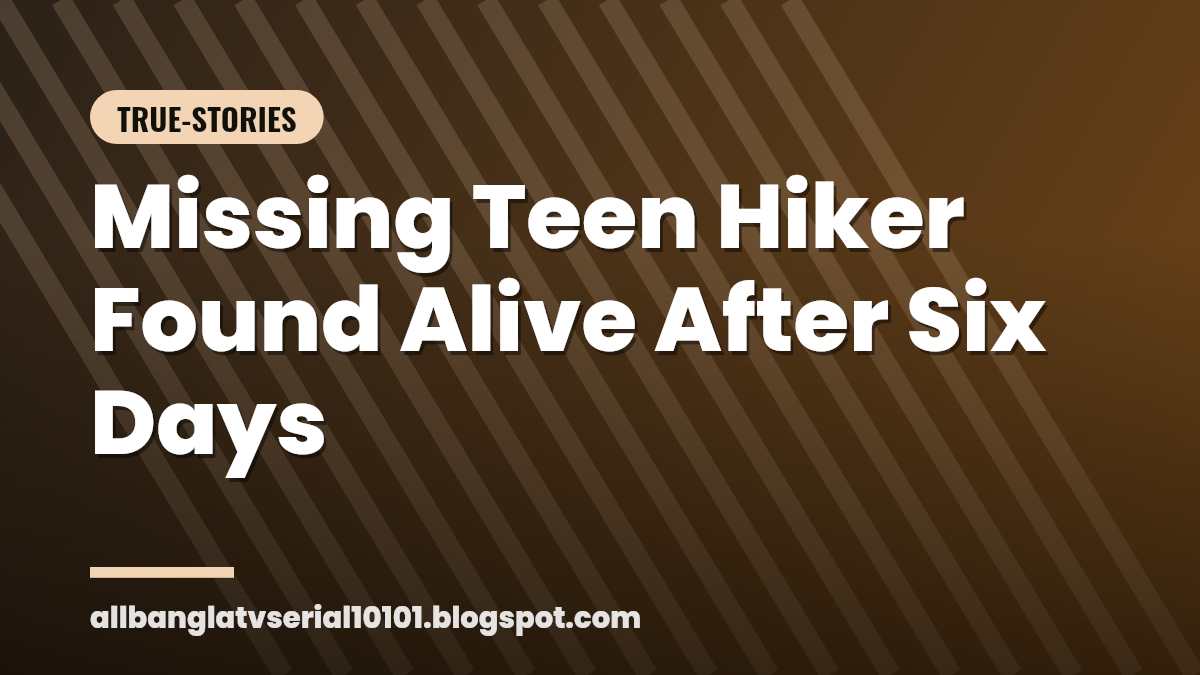 TRUE-STORIES
Missing Teen Hiker
Found Alive After Six
Days
allbanglatvserial10101.blogspot.com